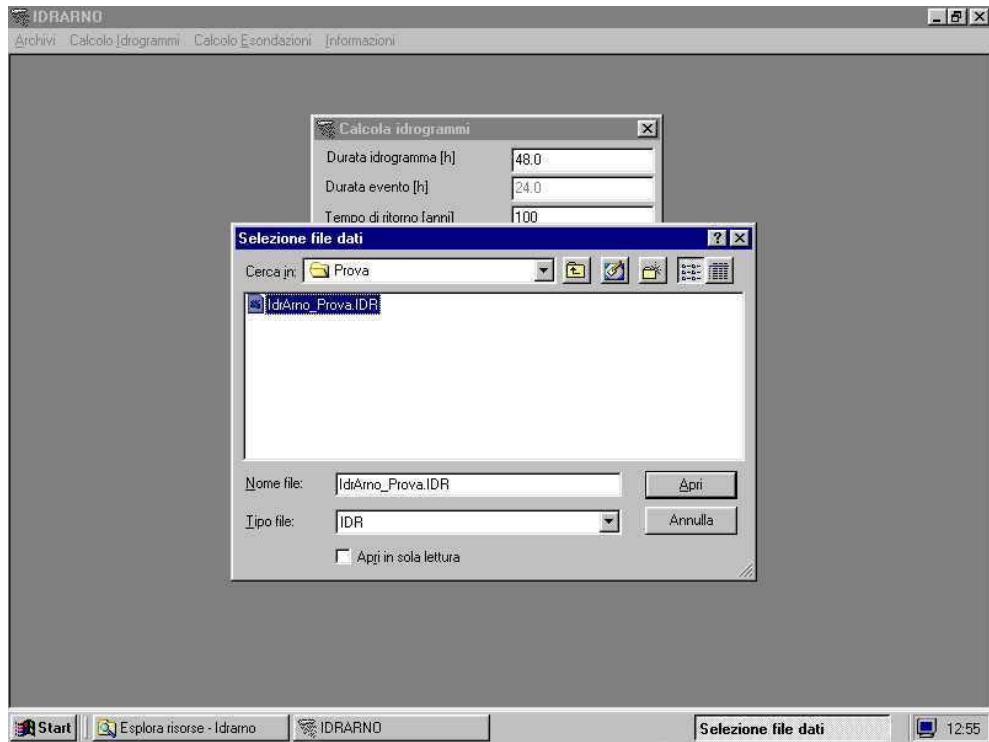 IDRARNO
Archivi Calcolo Idrogrammi Calcolo Esondazioni Informazioni
Calcola idrogrammi
Durata idrogramma [h] 48.0
Durata evento [h] 24.0
Tempo di ritorno [anni] 100
Selezione file dati
Cerca in: Prova
IdrArno_Prova.IDR
Nome file: IdrArno_Prova.IDR Apri
Tipo file: IDR Annulla
Apri in sola lettura
Start Esplora risorse - Idrarno IDRARNO Selezione file dati 12:55